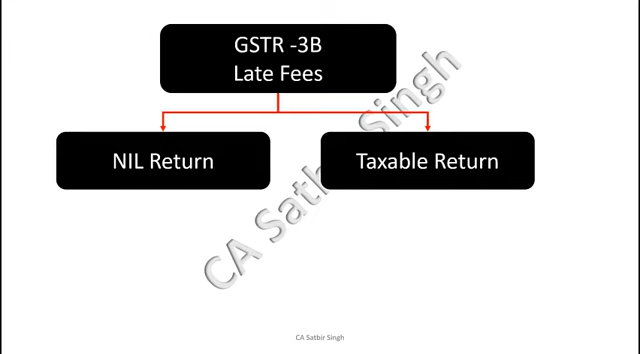 GSTR -3B
Late Fees
NIL Return
Taxable Return
CA Satbir Singh
CA Satbir Singh